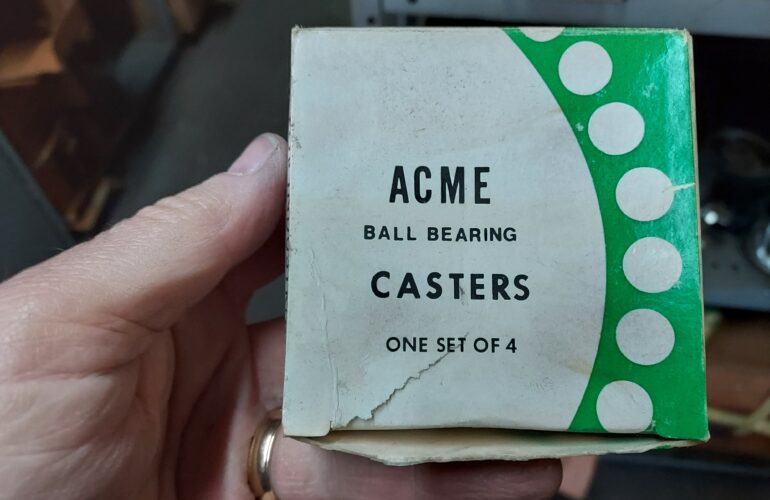 ACME
BALL BEARING
CASTERS
ONE SET OF 4